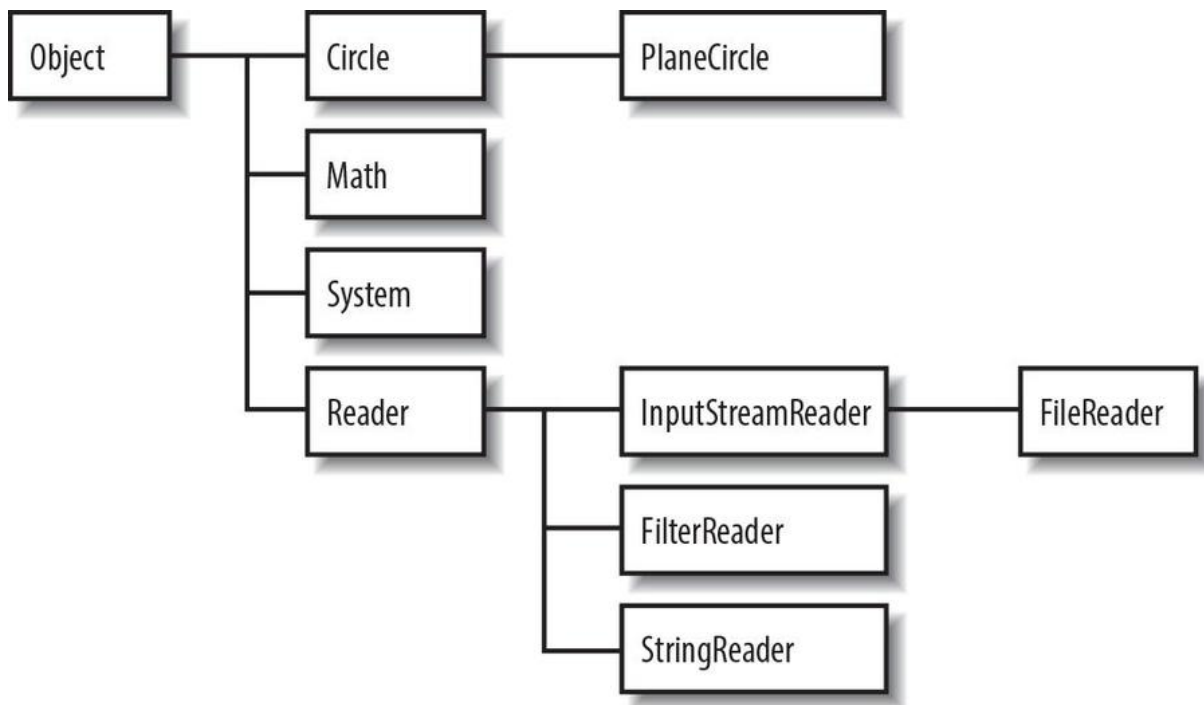 Object
Circle
PlaneCircle
Math
System
Reader
InputStreamReader
FileReader
FilterReader
StringReader